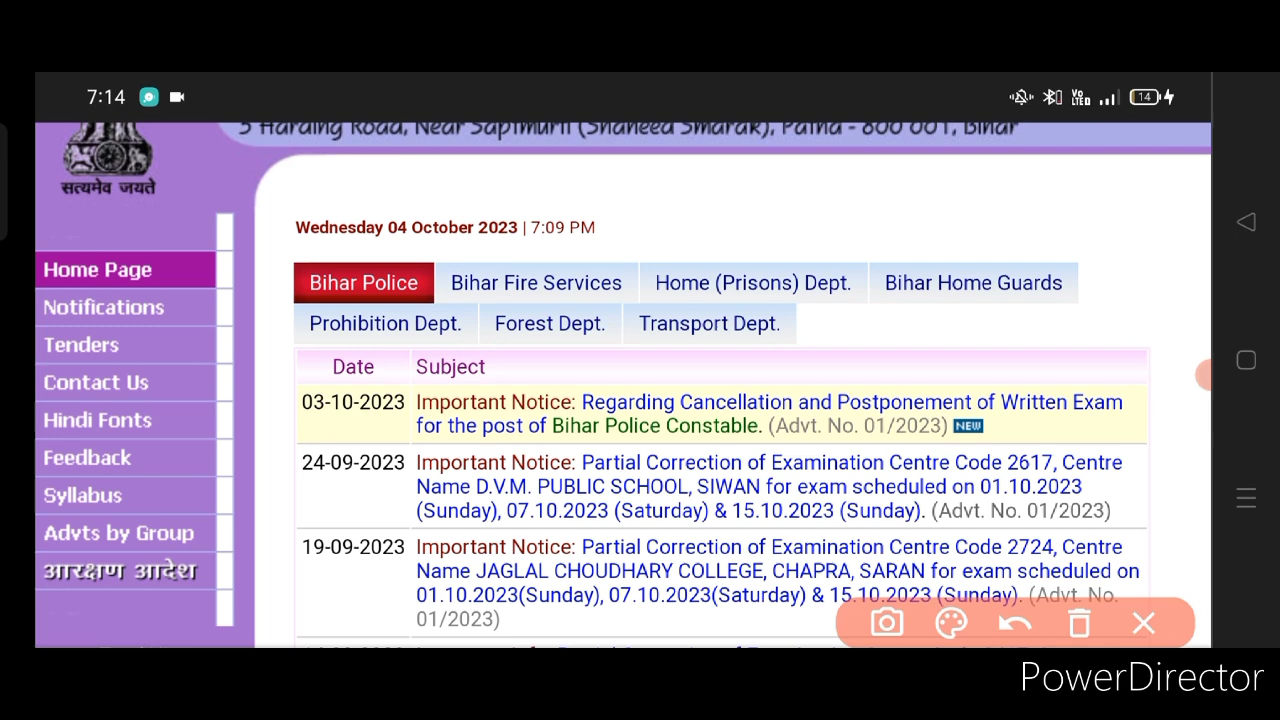 7:14
Vo LTED
14
5 Harding Road, Near Saptmurti (Shaheed Smarak), Patna - 800 001, Bihar
सत्यमेव जयते
Wednesday 04 October 2023 | 7:09 PM
Home Page
Notifications
Tenders
Contact Us
Hindi Fonts
Feedback
Syllabus
Advts by Group
आरक्षण आदेश
Bihar Police
Bihar Fire Services
Home (Prisons) Dept.
Bihar Home Guards
Prohibition Dept.
Forest Dept.
Transport Dept.
Date
Subject
03-10-2023
Important Notice: Regarding Cancellation and Postponement of Written Exam
for the post of Bihar Police Constable. (Advt. No. 01/2023) NEW
24-09-2023
Important Notice: Partial Correction of Examination Centre Code 2617, Centre
Name D.V.M. PUBLIC SCHOOL, SIWAN for exam scheduled on 01.10.2023
(Sunday), 07.10.2023 (Saturday) & 15.10.2023 (Sunday). (Advt. No. 01/2023)
19-09-2023
Important Notice: Partial Correction of Examination Centre Code 2724, Centre
Name JAGLAL CHOUDHARY COLLEGE, CHAPRA, SARAN for exam scheduled on
01.10.2023(Sunday), 07.10.2023(Saturday) & 15.10.2023 (Sunday). (Advt. No.
01/2023)
PowerDirector